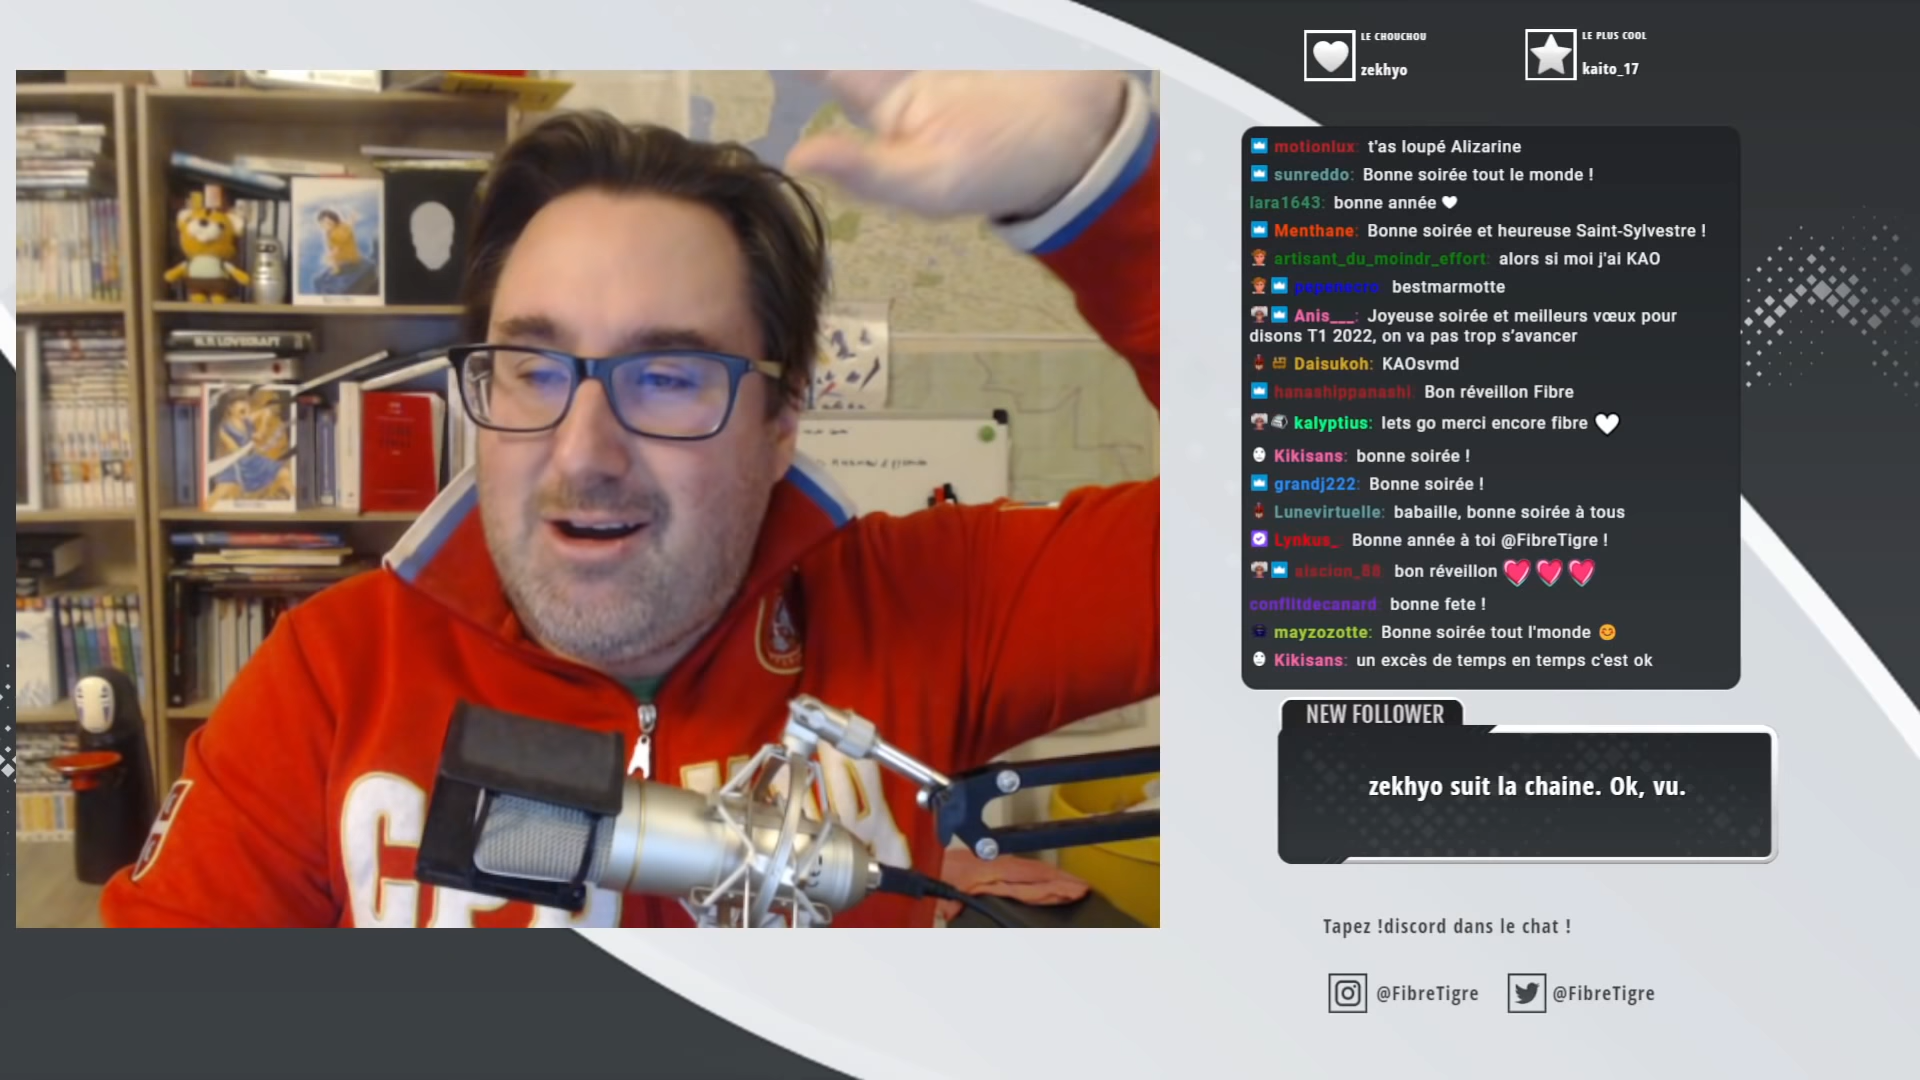 LE CHOUCHOU
zekhyo
LE PLUS COOL
kaito_17
motionlux: t'as loupé Alizarine
sunreddo: Bonne soirée tout le monde !
lara1643: bonne année
Menthane: Bonne soirée et heureuse Saint-Sylvestre !
artisant_du_moindr_effort: alors si moi j'ai KAO
bestmarmotte
Anis___: Joyeuse soirée et meilleurs vœux pour
disons T1 2022, on va pas trop s’avancer
Daisukoh: KAOsvmd
hanashippanashi: Bon réveillon Fibre
kalyptius: lets go merci encore fibre
Kikisans: bonne soirée !
grandj222: Bonne soirée !
Lunevirtuelle: babaille, bonne soirée à tous
Lynkus_ Bonne année à toi @FibreTigre !
bon réveillon
conflitdecanard: bonne fete !
mayzozotte: Bonne soirée tout l'monde
Kikisans: un excès de temps en temps c'est ok
NEW FOLLOWER
zekhyo suit la chaine. Ok, vu.
Tapez !discord dans le chat !
@FibreTigre
@FibreTigre
H.P. LOVECRAFT